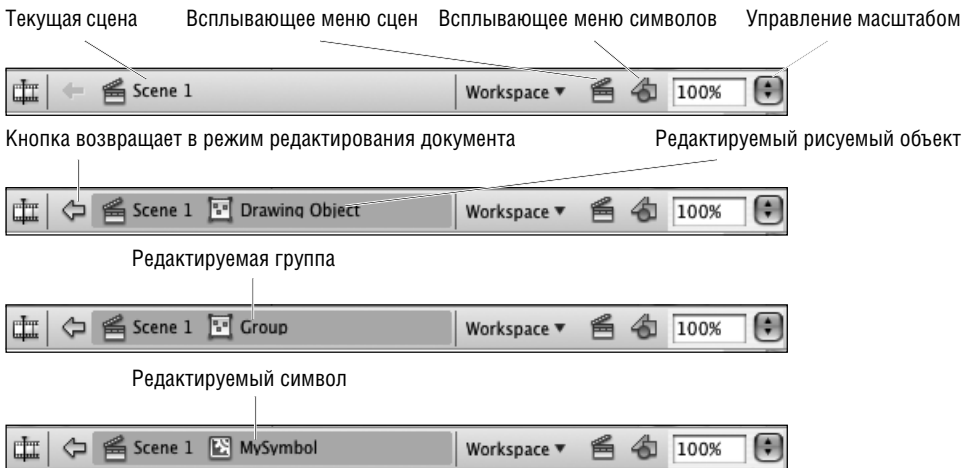 Текущая сцена Всплывающее меню сцен Всплывающее меню символов Управление масштабом
Scene 1 Workspace 100%
Кнопка возвращает в режим редактирования документа Редактируемый рисуемый объект
Scene 1 Drawing Object Workspace 100%
Редактируемая группа
Scene 1 Group Workspace 100%
Редактируемый символ
Scene 1 MySymbol Workspace 100%